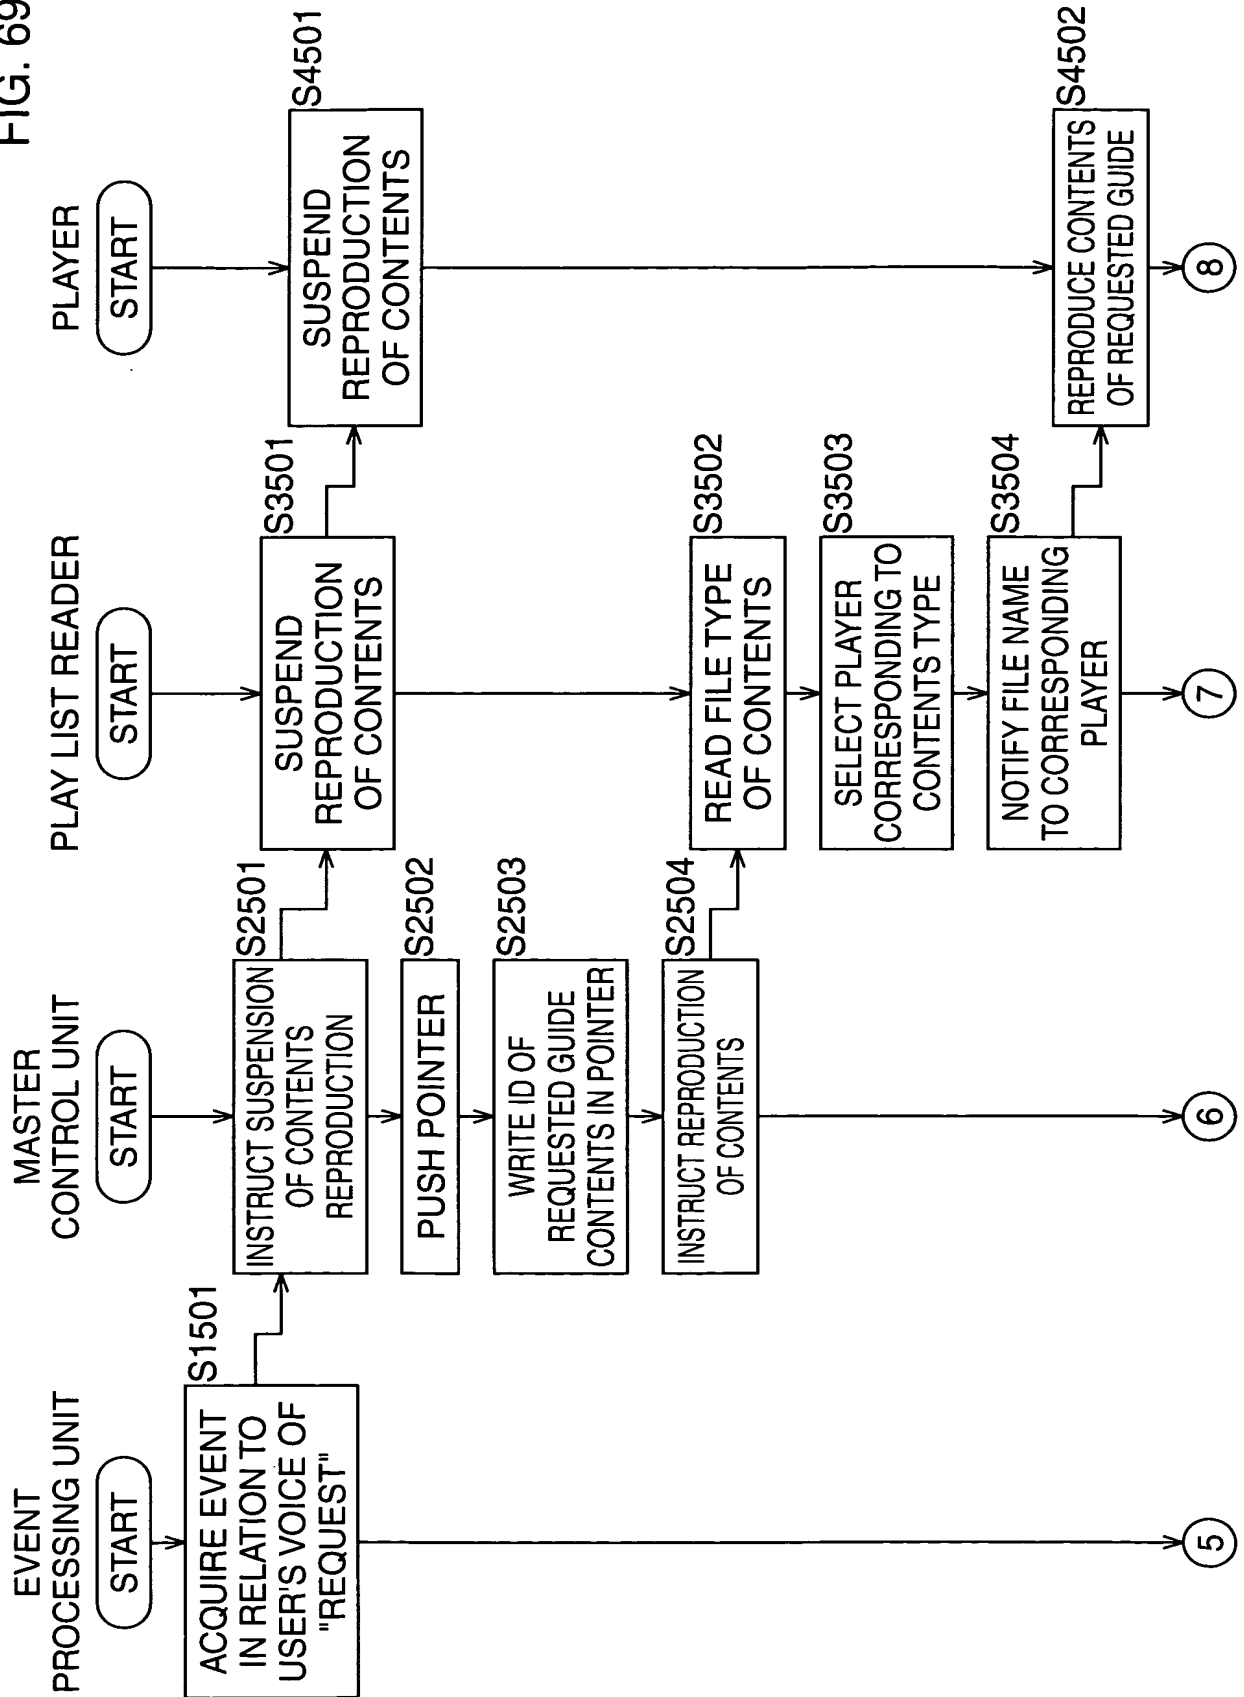 FIG. 69
EVENT
PROCESSING UNIT
START
ACQUIRE EVENT
IN RELATION TO
USER'S VOICE OF
"REQUEST"
S1501
5
MASTER
CONTROL UNIT
START
INSTRUCT SUSPENSION
OF CONTENTS
REPRODUCTION
S2501
PUSH POINTER
S2502
WRITE ID OF
REQUESTED GUIDE
CONTENTS IN POINTER
S2503
INSTRUCT REPRODUCTION
OF CONTENTS
S2504
6
PLAY LIST READER
START
SUSPEND
REPRODUCTION
OF CONTENTS
S3501
READ FILE TYPE
OF CONTENTS
S3502
SELECT PLAYER
CORRESPONDING TO
CONTENTS TYPE
S3503
NOTIFY FILE NAME
TO CORRESPONDING
PLAYER
S3504
7
PLAYER
START
SUSPEND
REPRODUCTION
OF CONTENTS
S4501
REPRODUCE CONTENTS
OF REQUESTED GUIDE
S4502
8